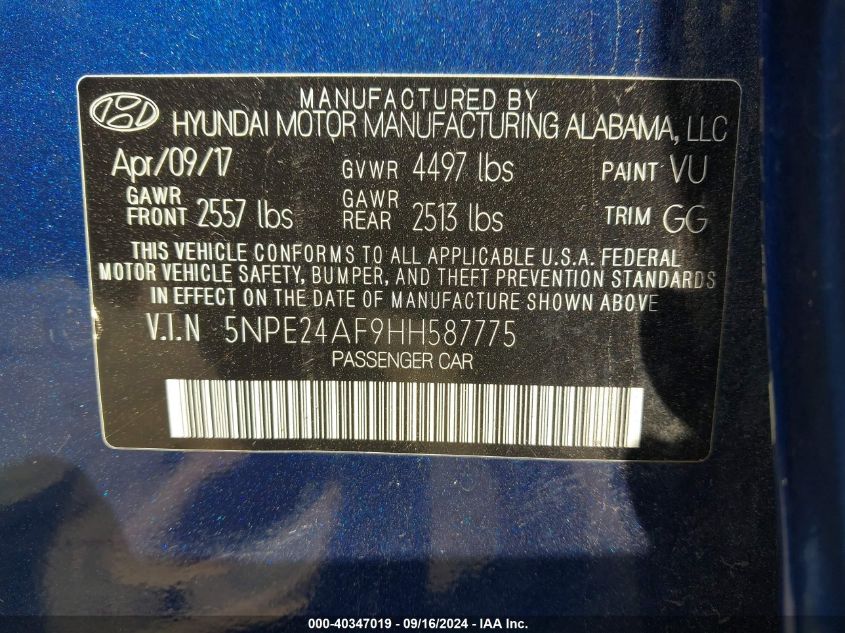 MANUFACTURED BY
HYUNDAI MOTOR MANUFACTURING ALABAMA, LLC
Apr/09/17 GVWR 4497 lbs PAINT VU
GAWR FRONT 2557 lbs GAWR REAR 2513 lbs TRIM GG
THIS VEHICLE CONFORMS TO ALL APPLICABLE U.S.A. FEDERAL
MOTOR VEHICLE SAFETY, BUMPER, AND THEFT PREVENTION STANDARDS
IN EFFECT ON THE DATE OF MANUFACTURE SHOWN ABOVE
V.I.N 5NPE24AF9HH587775
PASSENGER CAR
000-40347019 - 09/16/2024 - IAA Inc.